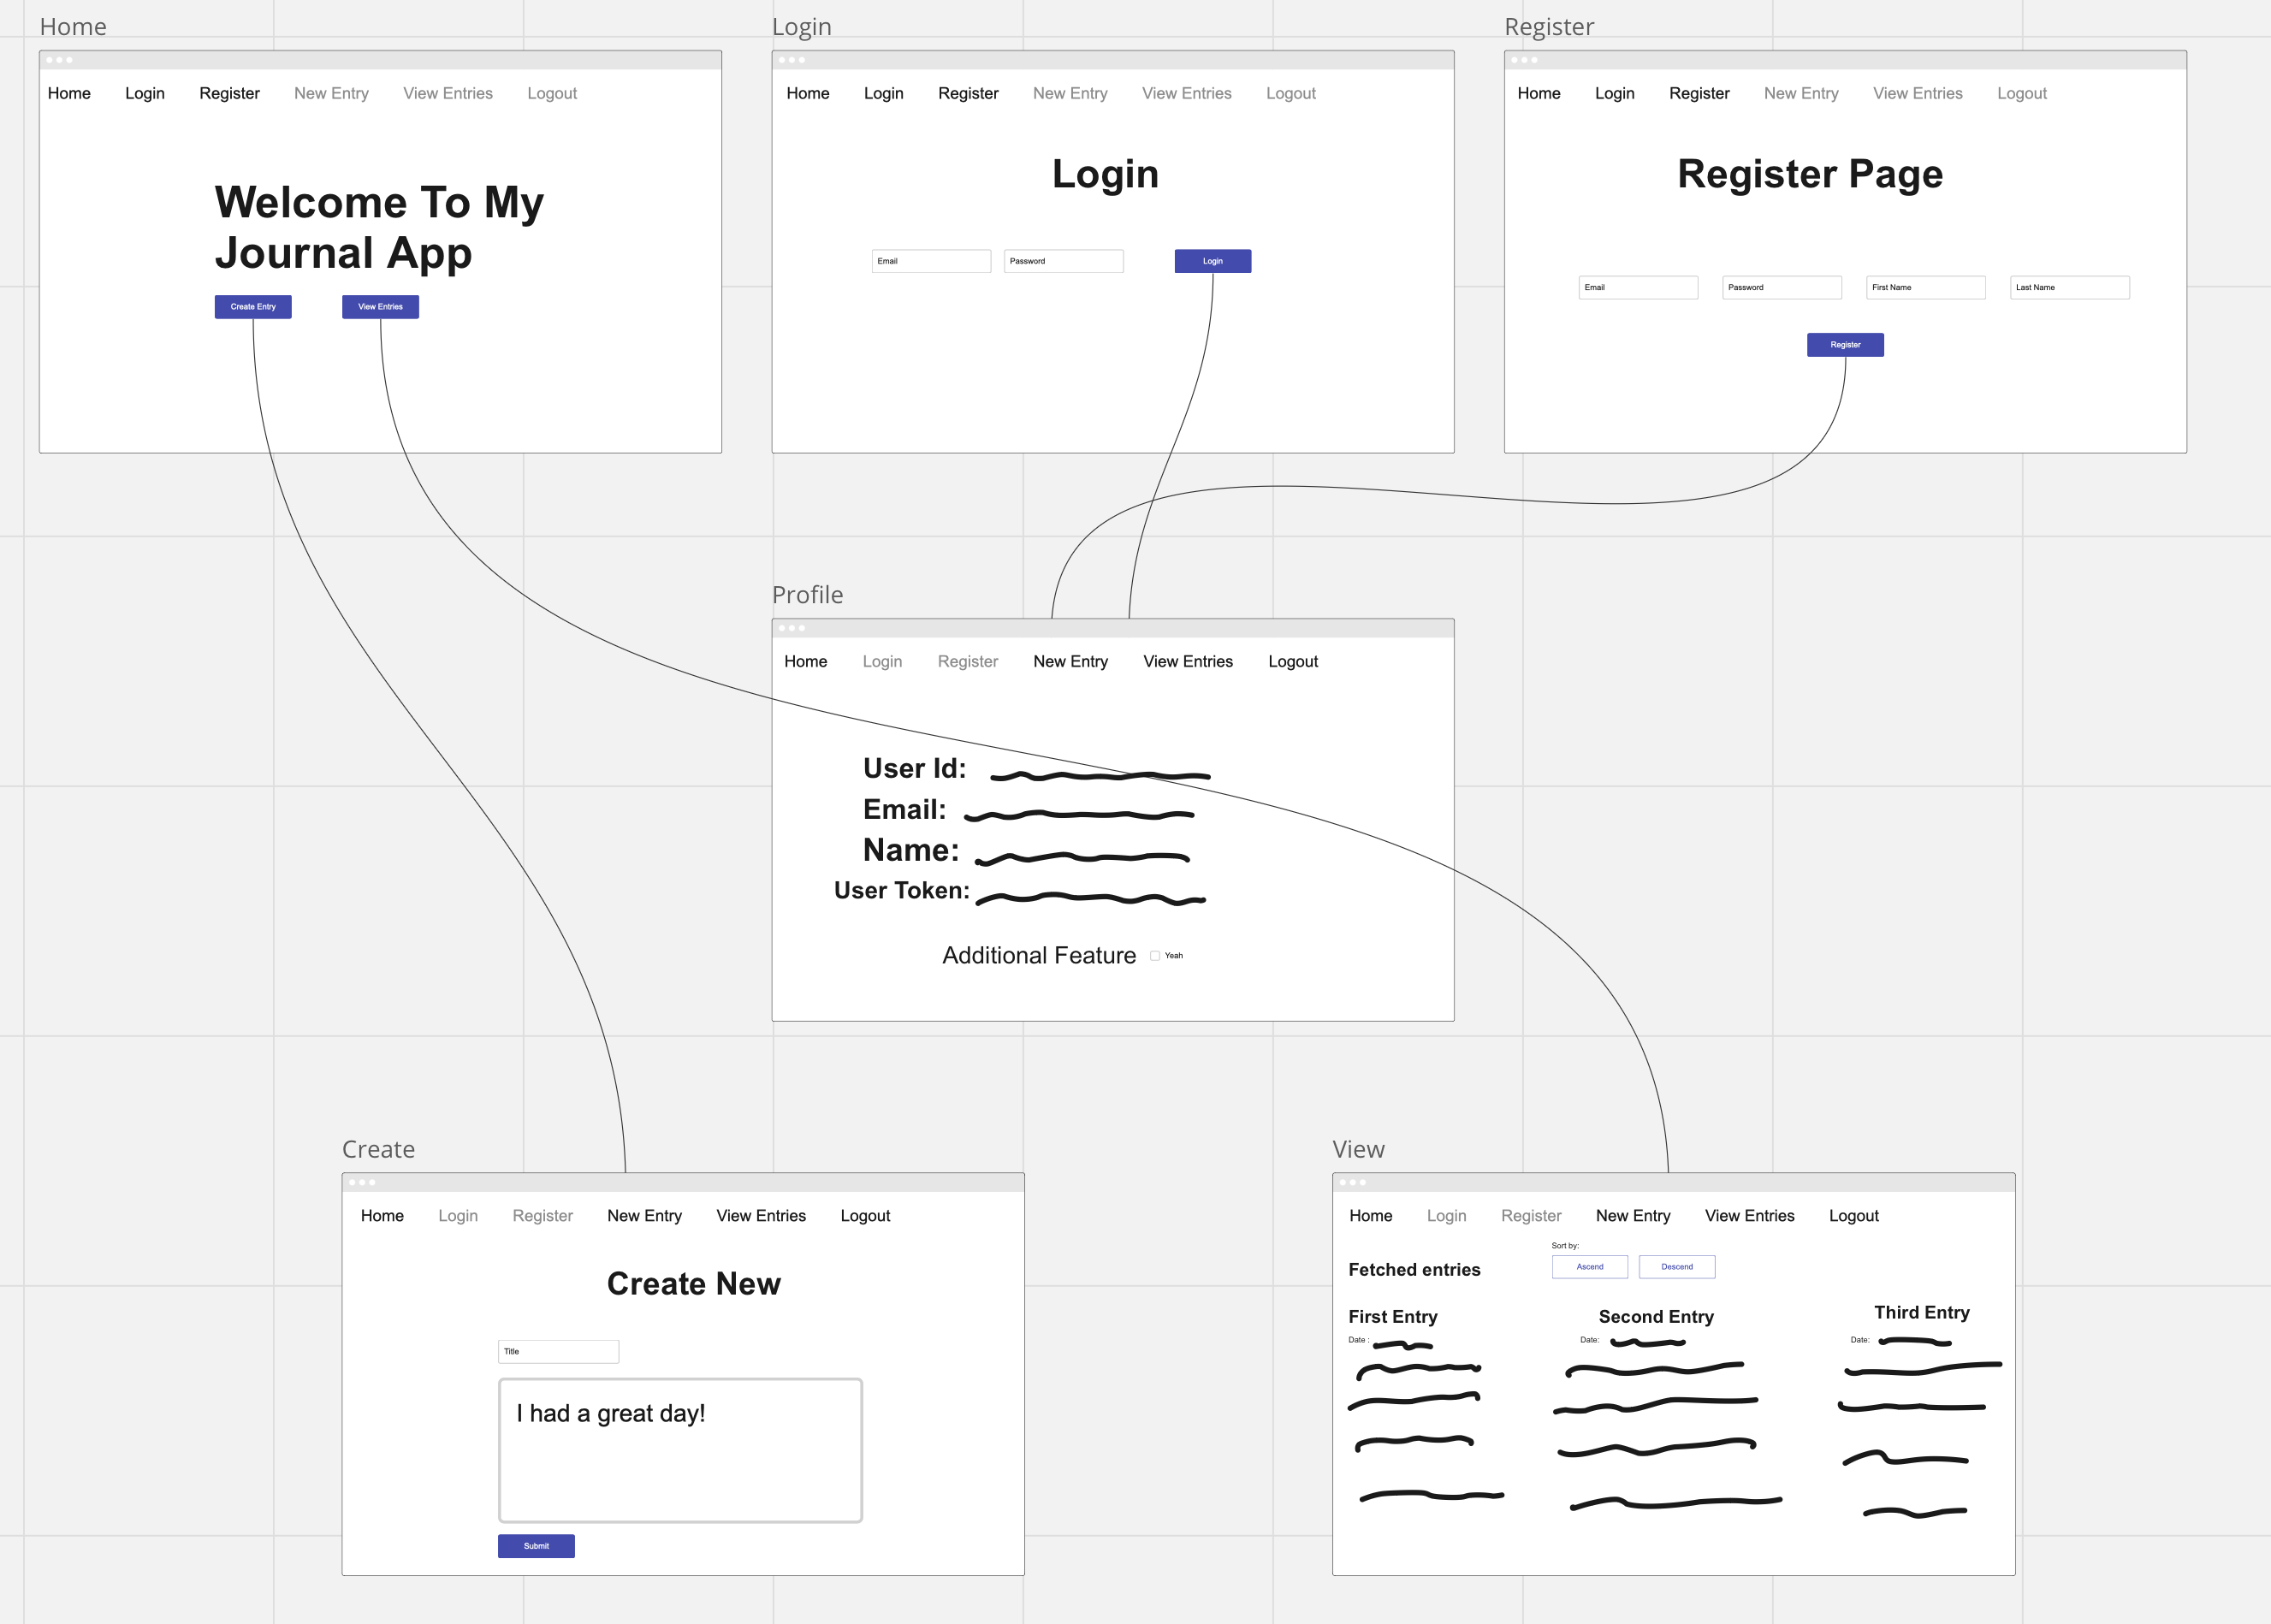 Home
Home Login Register New Entry View Entries Logout
Welcome To My
Journal App
Create Entry View Entries
Login
Home Login Register New Entry View Entries Logout
Login
Email Password Login
Register
Home Login Register New Entry View Entries Logout
Register Page
Email Password First Name Last Name
Register
Profile
Home Login Register New Entry View Entries Logout
User Id:
Email:
Name:
User Token:
Additional Feature Yeah
Create
Home Login Register New Entry View Entries Logout
Create New
Title
I had a great day!
Submit
View
Home Login Register New Entry View Entries Logout
Sort by:
Fetched entries Ascend Descend
First Entry Second Entry Third Entry
Date : Date: Date: